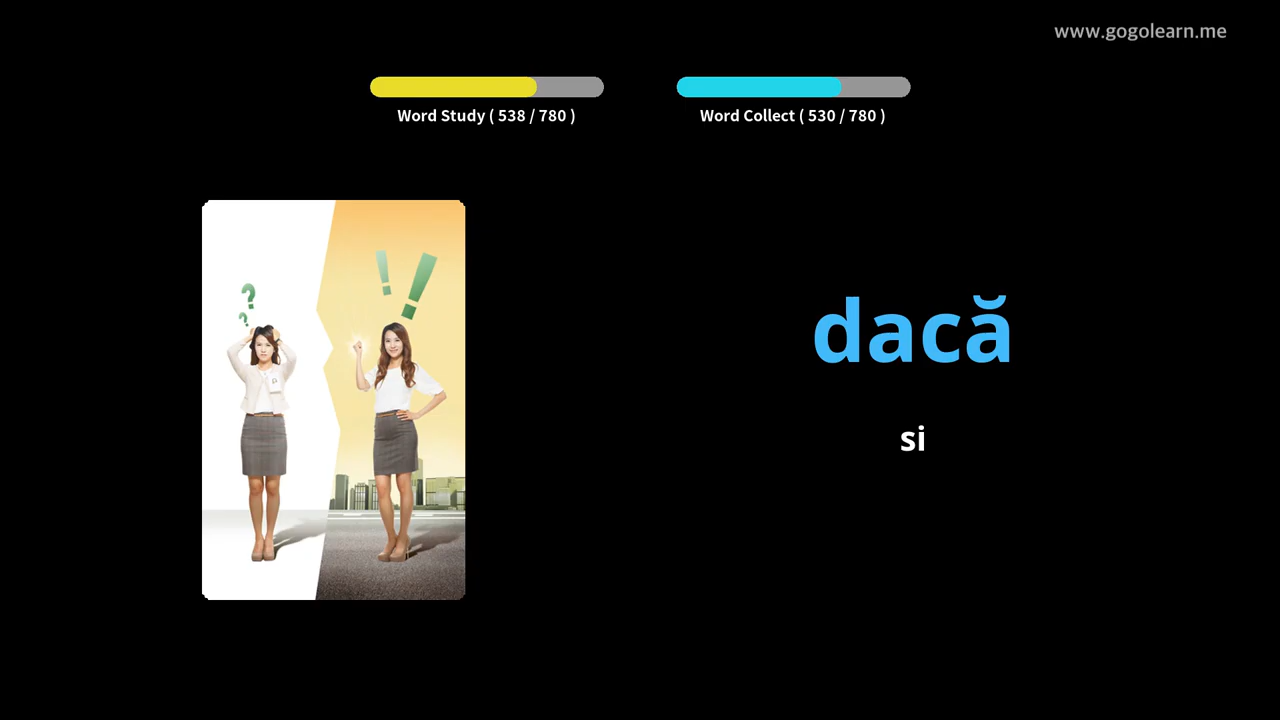 www.gogolearn.me
Word Study ( 538 / 780 )
Word Collect ( 530 / 780 )
? !
? !
dacă
si